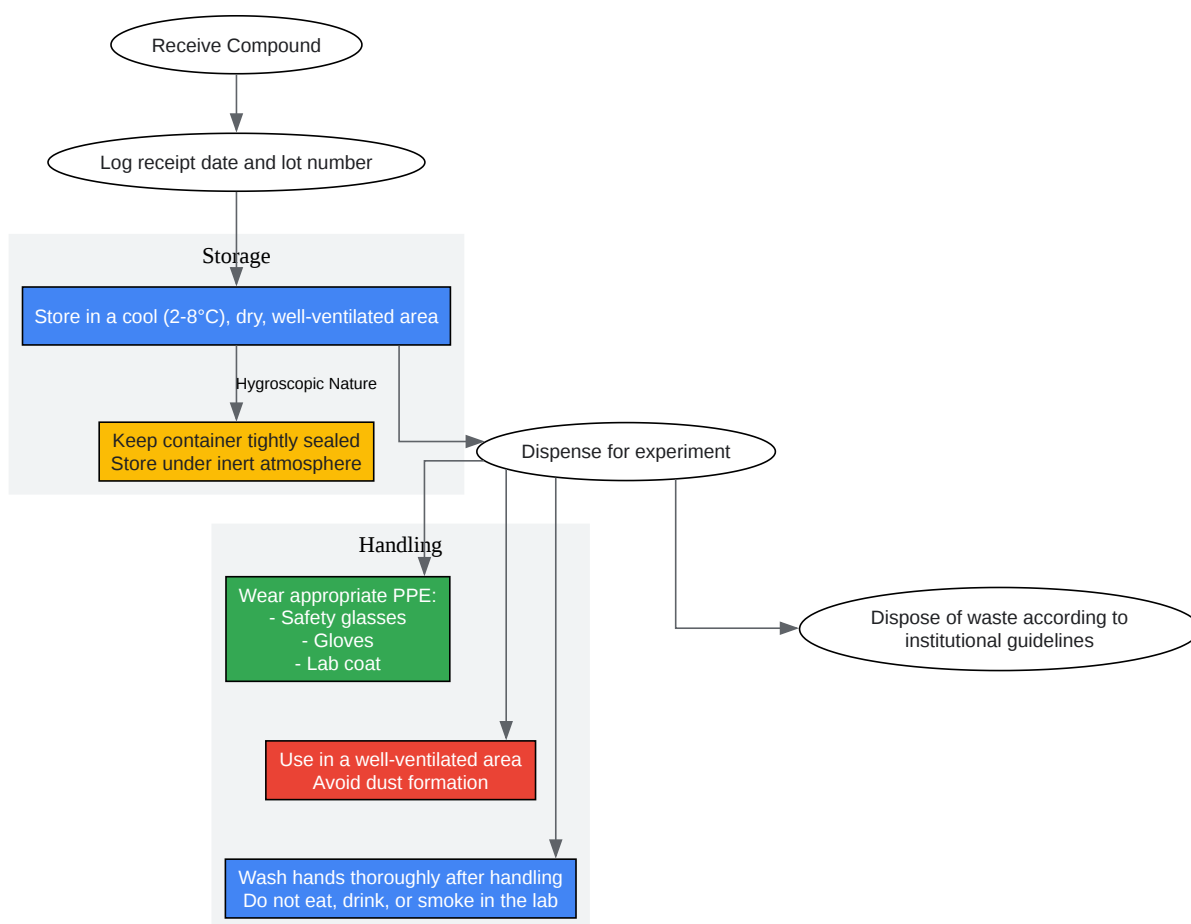 Receive Compound
Log receipt date and lot number
Storage
Store in a cool (2-8°C), dry, well-ventilated area
Hygroscopic Nature
Keep container tightly sealed
Store under inert atmosphere
Dispense for experiment
Handling
Wear appropriate PPE:
- Safety glasses
- Gloves
- Lab coat
Dispose of waste according to
institutional guidelines
Use in a well-ventilated area
Avoid dust formation
Wash hands thoroughly after handling
Do not eat, drink, or smoke in the lab